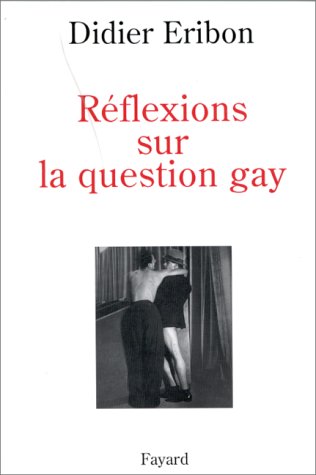 Didier Eribon
Réflexions
sur
la question gay
Fayard